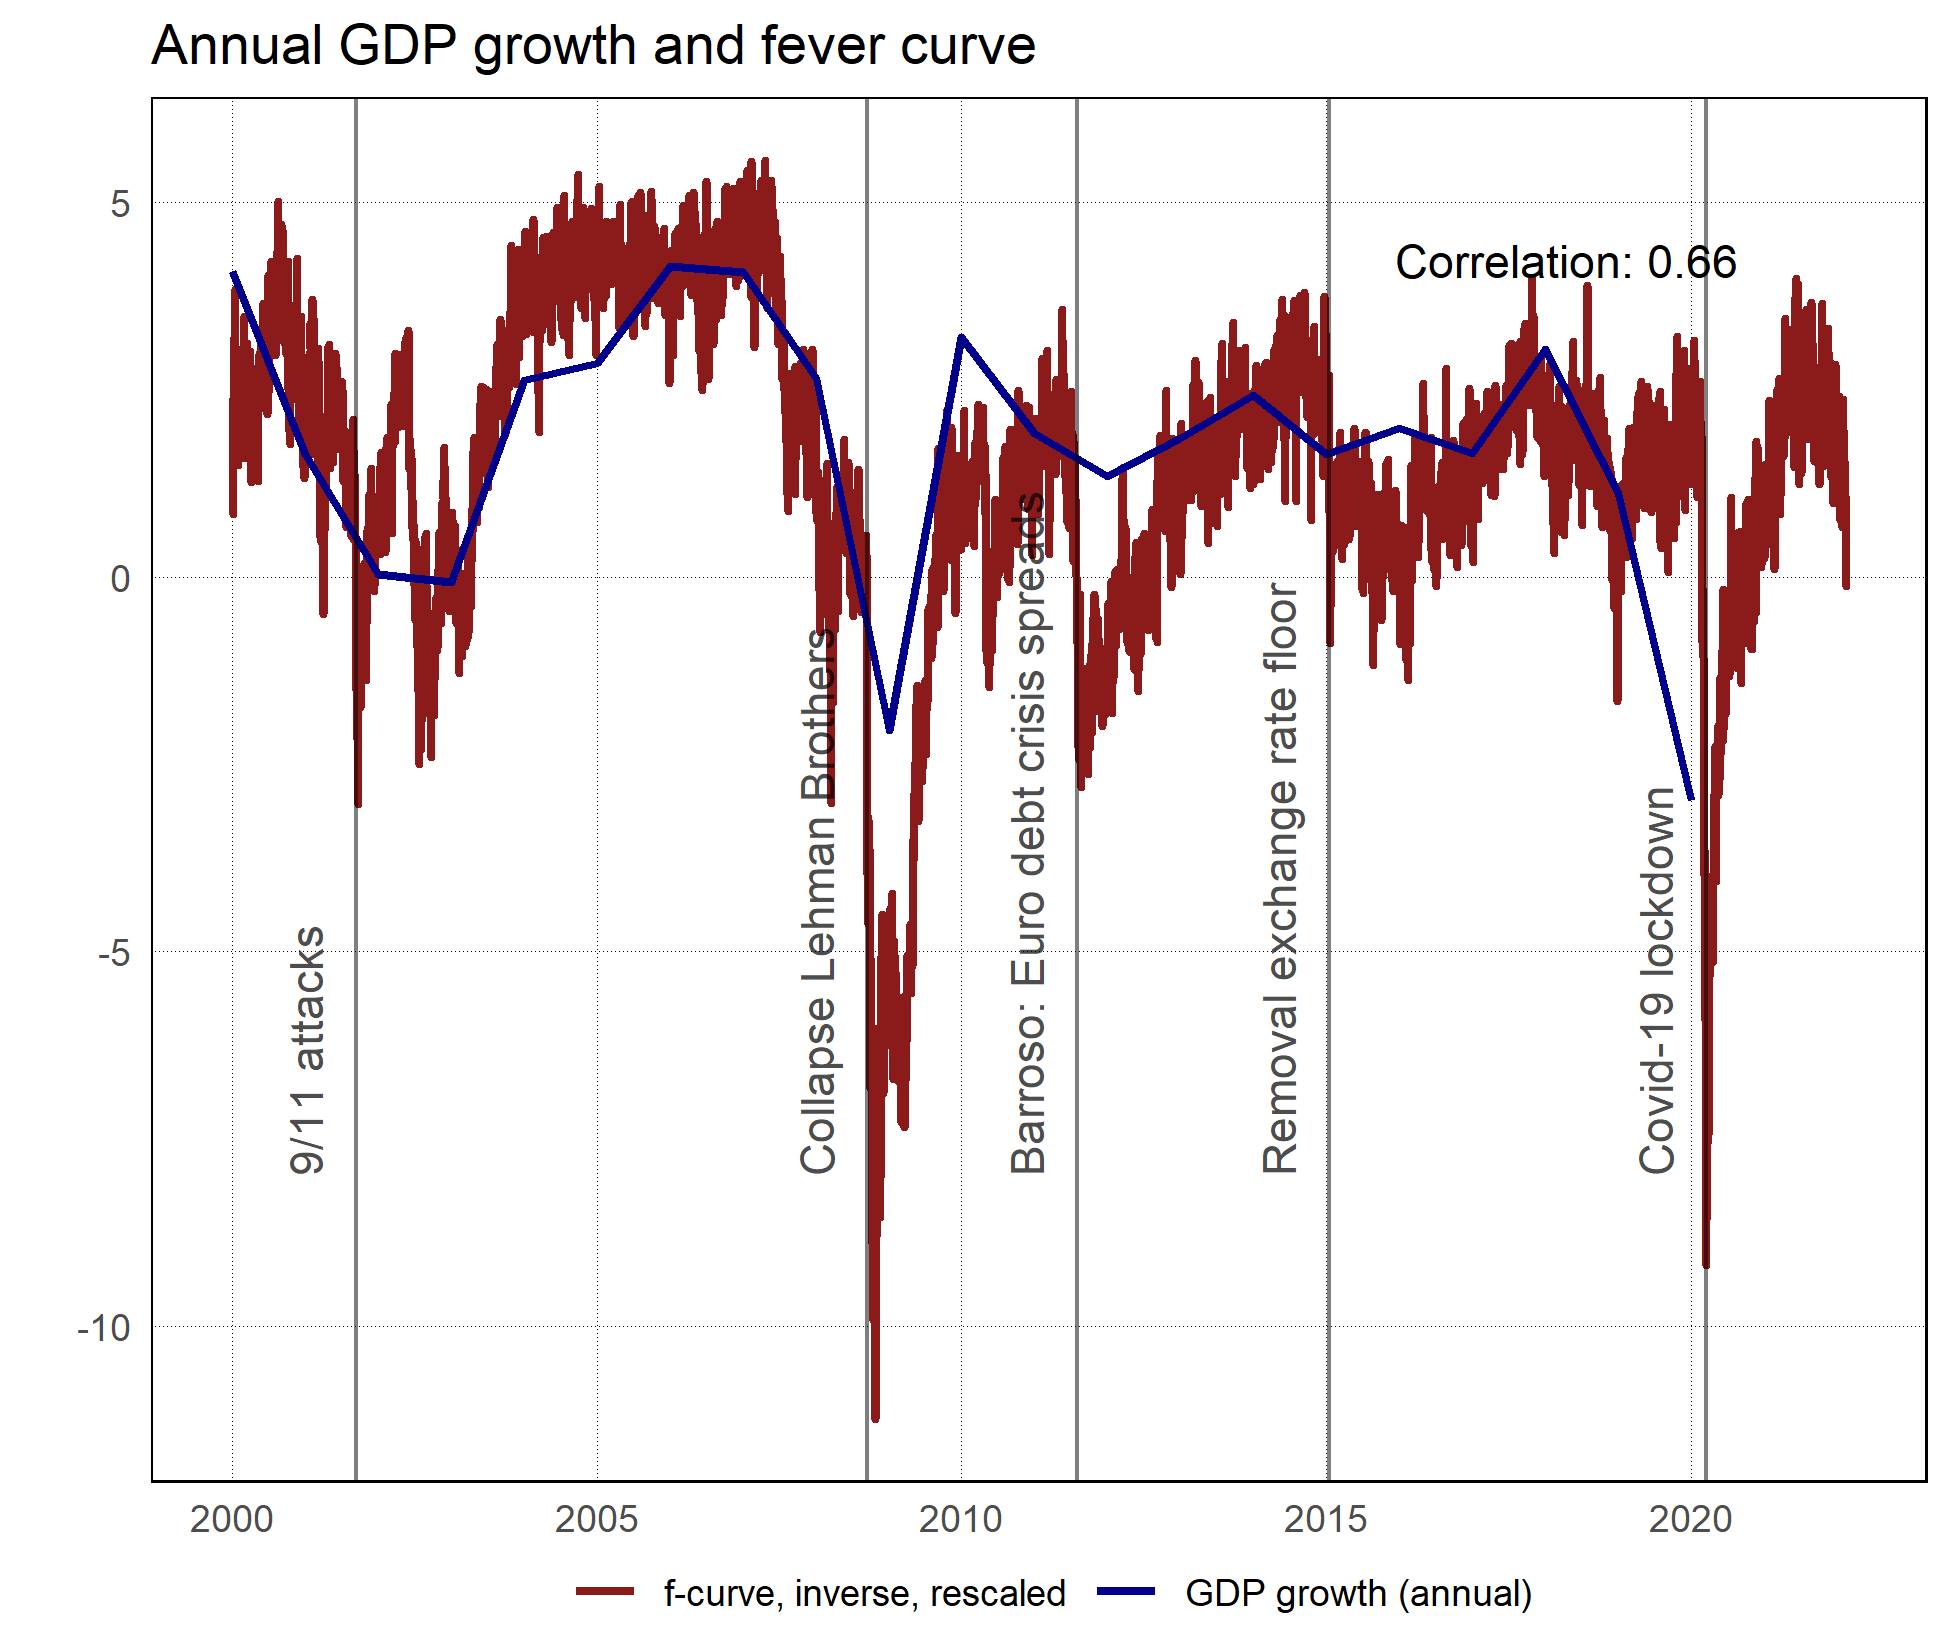 Annual GDP growth and fever curve
5
0
-5
-10
Correlation: 0.66
9/11 attacks
Collapse Lehman Brothers
Barroso: Euro debt crisis spreads
Removal exchange rate floor
Covid-19 lockdown
2000 2005 2010 2015 2020
f-curve, inverse, rescaled GDP growth (annual)